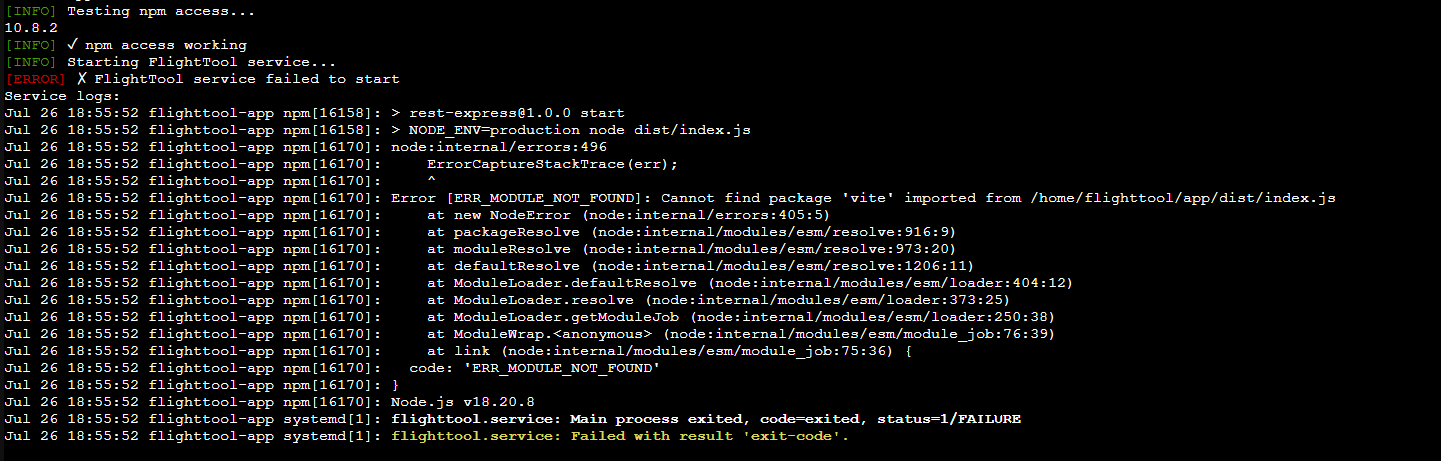 [INFO] Testing npm access...
10.8.2
[INFO] ✓ npm access working
[INFO] Starting FlightTool service...
[ERROR] ✗ FlightTool service failed to start
Service logs:
Jul 26 18:55:52 flighttool-app npm[16158]: > rest-express@1.0.0 start
Jul 26 18:55:52 flighttool-app npm[16158]: > NODE_ENV=production node dist/index.js
Jul 26 18:55:52 flighttool-app npm[16170]: node:internal/errors:496
Jul 26 18:55:52 flighttool-app npm[16170]:     ErrorCaptureStackTrace(err);
Jul 26 18:55:52 flighttool-app npm[16170]:     ^
Jul 26 18:55:52 flighttool-app npm[16170]: Error [ERR_MODULE_NOT_FOUND]: Cannot find package 'vite' imported from /home/flighttool/app/dist/index.js
Jul 26 18:55:52 flighttool-app npm[16170]:     at new NodeError (node:internal/errors:405:5)
Jul 26 18:55:52 flighttool-app npm[16170]:     at packageResolve (node:internal/modules/esm/resolve:916:9)
Jul 26 18:55:52 flighttool-app npm[16170]:     at moduleResolve (node:internal/modules/esm/resolve:973:20)
Jul 26 18:55:52 flighttool-app npm[16170]:     at defaultResolve (node:internal/modules/esm/resolve:1206:11)
Jul 26 18:55:52 flighttool-app npm[16170]:     at ModuleLoader.defaultResolve (node:internal/modules/esm/loader:404:12)
Jul 26 18:55:52 flighttool-app npm[16170]:     at ModuleLoader.resolve (node:internal/modules/esm/loader:373:25)
Jul 26 18:55:52 flighttool-app npm[16170]:     at ModuleLoader.getModuleJob (node:internal/modules/esm/loader:250:38)
Jul 26 18:55:52 flighttool-app npm[16170]:     at ModuleWrap.<anonymous> (node:internal/modules/esm/module_job:76:39)
Jul 26 18:55:52 flighttool-app npm[16170]:     at link (node:internal/modules/esm/module_job:75:36) {
Jul 26 18:55:52 flighttool-app npm[16170]:   code: 'ERR_MODULE_NOT_FOUND'
Jul 26 18:55:52 flighttool-app npm[16170]: }
Jul 26 18:55:52 flighttool-app npm[16170]: Node.js v18.20.8
Jul 26 18:55:52 flighttool-app systemd[1]: flighttool.service: Main process exited, code=exited, status=1/FAILURE
Jul 26 18:55:52 flighttool-app systemd[1]: flighttool.service: Failed with result 'exit-code'.